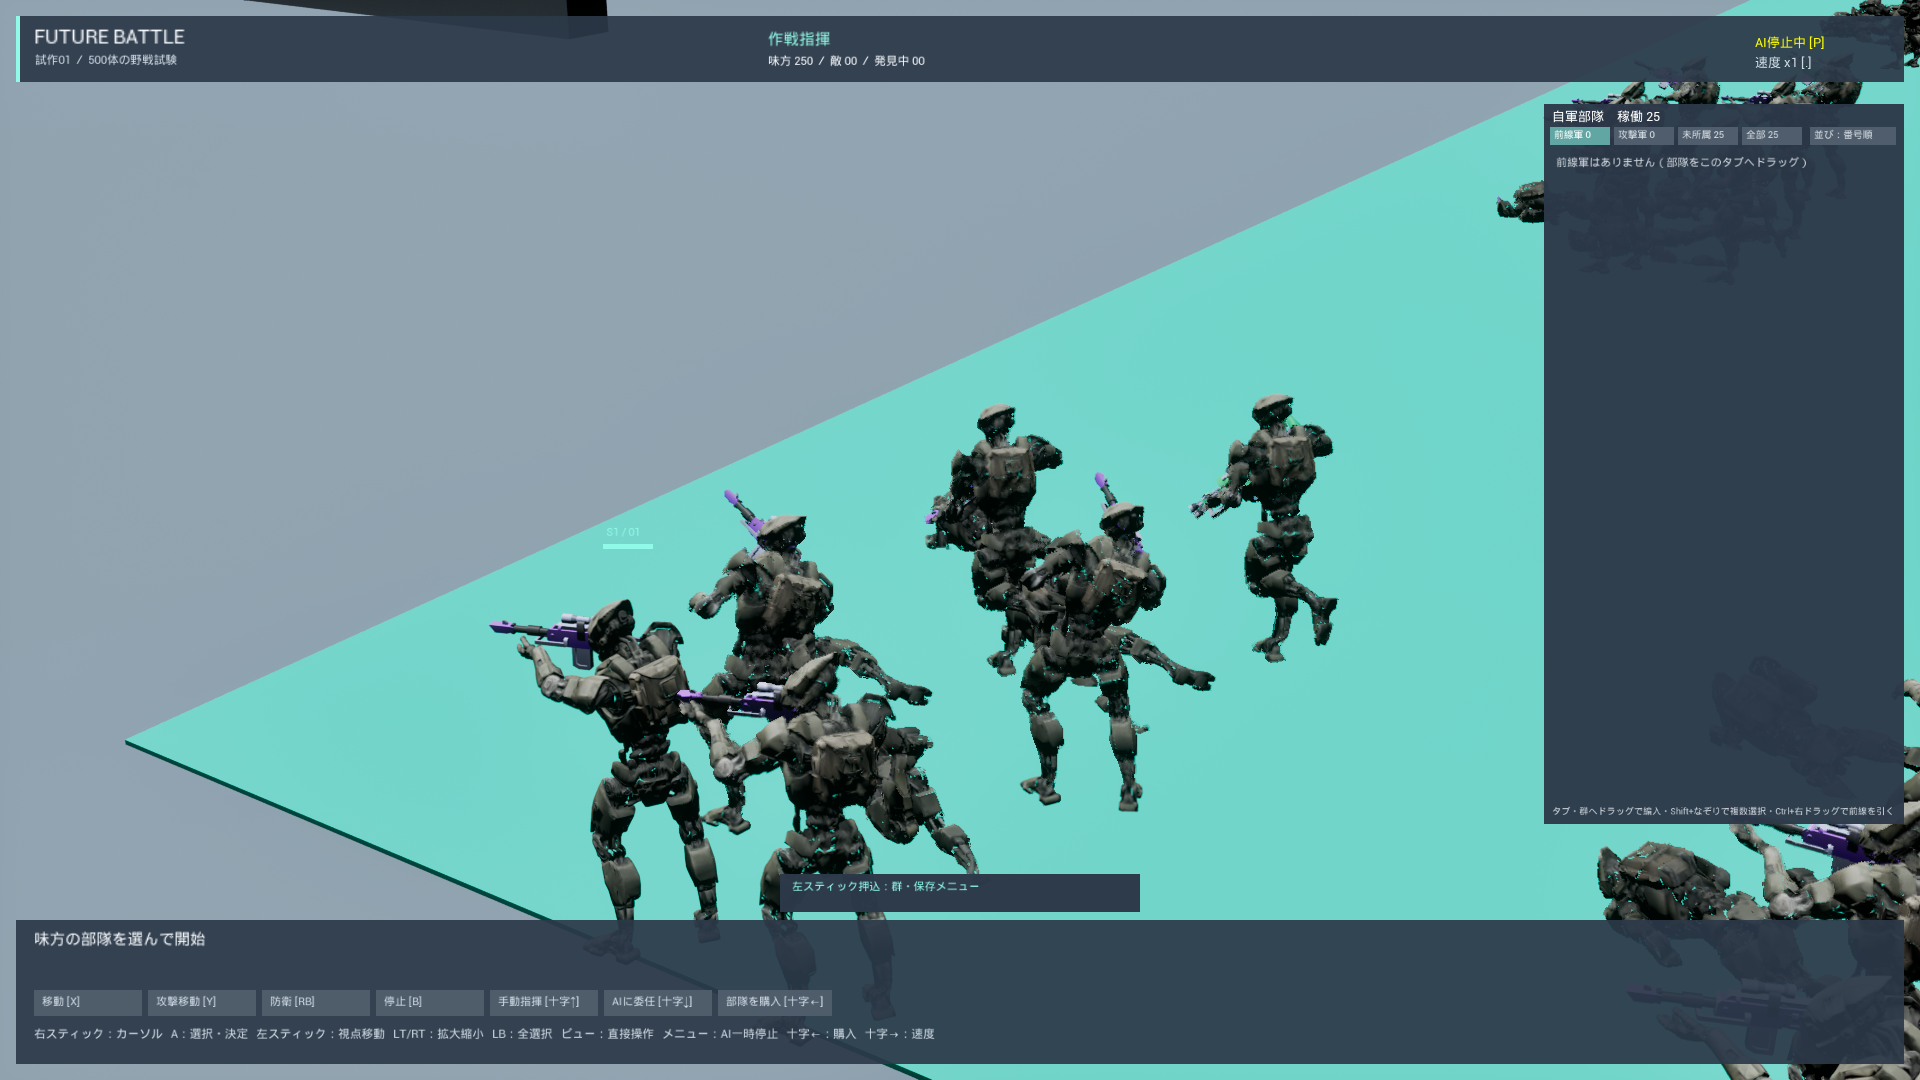 FUTURE BATTLE
試作01 / 500体の野戦試験
作戦指揮
味方 250 / 敵 00 / 発見中 00
AI停止中 [P]
速度 x1 [.]
自軍部隊 稼働 25
前線軍 0 攻撃軍 0 未所属 25 全部 25 並び：番号順
前線軍はありません ( 部隊をこのタブへドラッグ )
S1 / 01
タブ・群へドラッグで編入・Shift+なぞりで複数選択・Ctrl+右ドラッグで前線を引く
左スティック押込：群・保存メニュー
味方の部隊を選んで開始
移動 [X] 攻撃移動 [Y] 防衛 [RB] 停止 [B] 手動指揮 [十字↑] AIに委任 [十字↓] 部隊を購入 [十字←]
右スティック：カーソル A：選択・決定 左スティック：視点移動 LT/RT：拡大縮小 LB：全選択 ビュー：直接操作 メニュー：AI一時停止 十字←：購入 十字→：速度